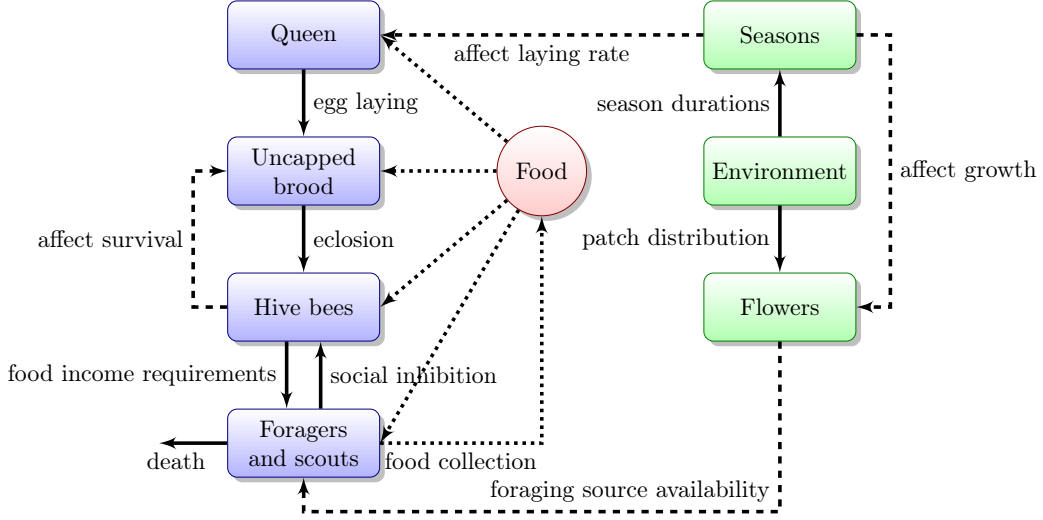 Queen
Seasons
affect laying rate
egg laying
season durations
Uncapped
brood
Food
Environment
affect growth
affect survival
eclosion
patch distribution
Hive bees
Flowers
food income requirements
social inhibition
Foragers
and scouts
death
food collection
foraging source availability